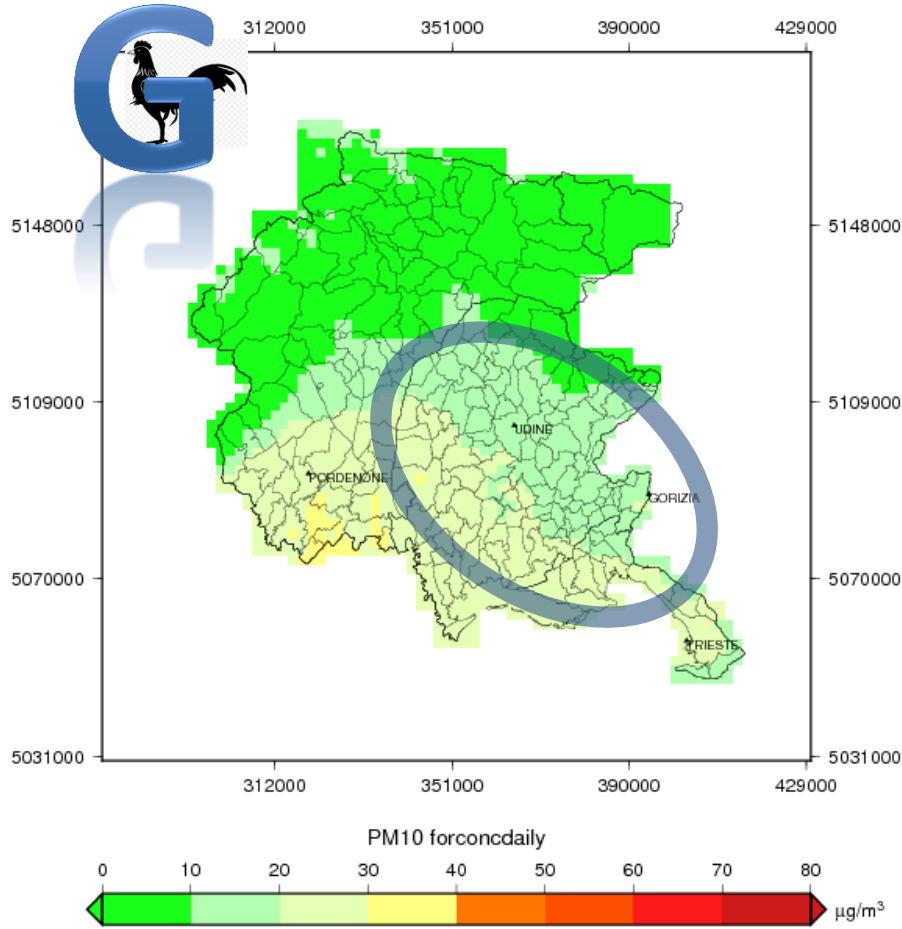 G
312000 351000 390000 429000
5148000 5148000
5109000 5109000
UDINE
PORDENONE
GORIZIA
5070000 5070000
TRIESTE
5031000 5031000
312000 351000 390000 429000
PM10 forconcdaily
0 10 20 30 40 50 60 70 80
µg/m³